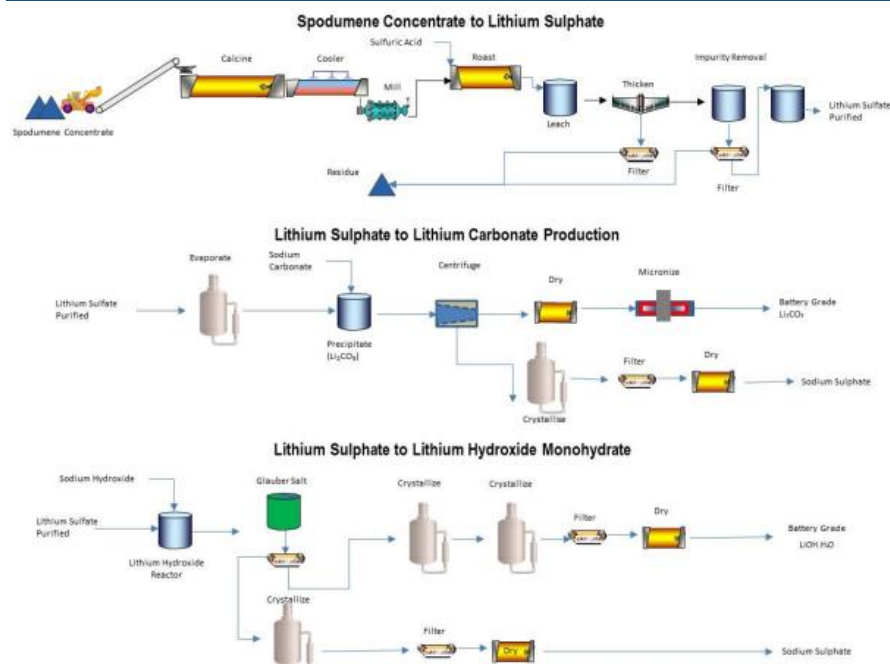 Spodumene Concentrate to Lithium Sulphate
Sulfuric Acid
Calcine
Cooler
Roast
Impurity Removal
Mill
Thicken
Spodumene Concentrate
Leach
Lithium Sulfate
Purified
Residue
Filter
Filter
Lithium Sulphate to Lithium Carbonate Production
Evaporate
Sodium
Carbonate
Centrifuge
Dry
Micronize
Lithium Sulfate
Purified
Battery Grade
Li₂CO₃
Precipitate
(Li₂CO₃)
Filter
Dry
Sodium Sulphate
Crystallise
Lithium Sulphate to Lithium Hydroxide Monohydrate
Sodium Hydroxide
Glauber Salt
Crystallize
Crystallize
Filter
Dry
Lithium Sulfate
Purified
Battery Grade
LiOH.H₂O
Lithium Hydroxide
Reactor
Crystallize
Filter
Dry
Sodium Sulphate